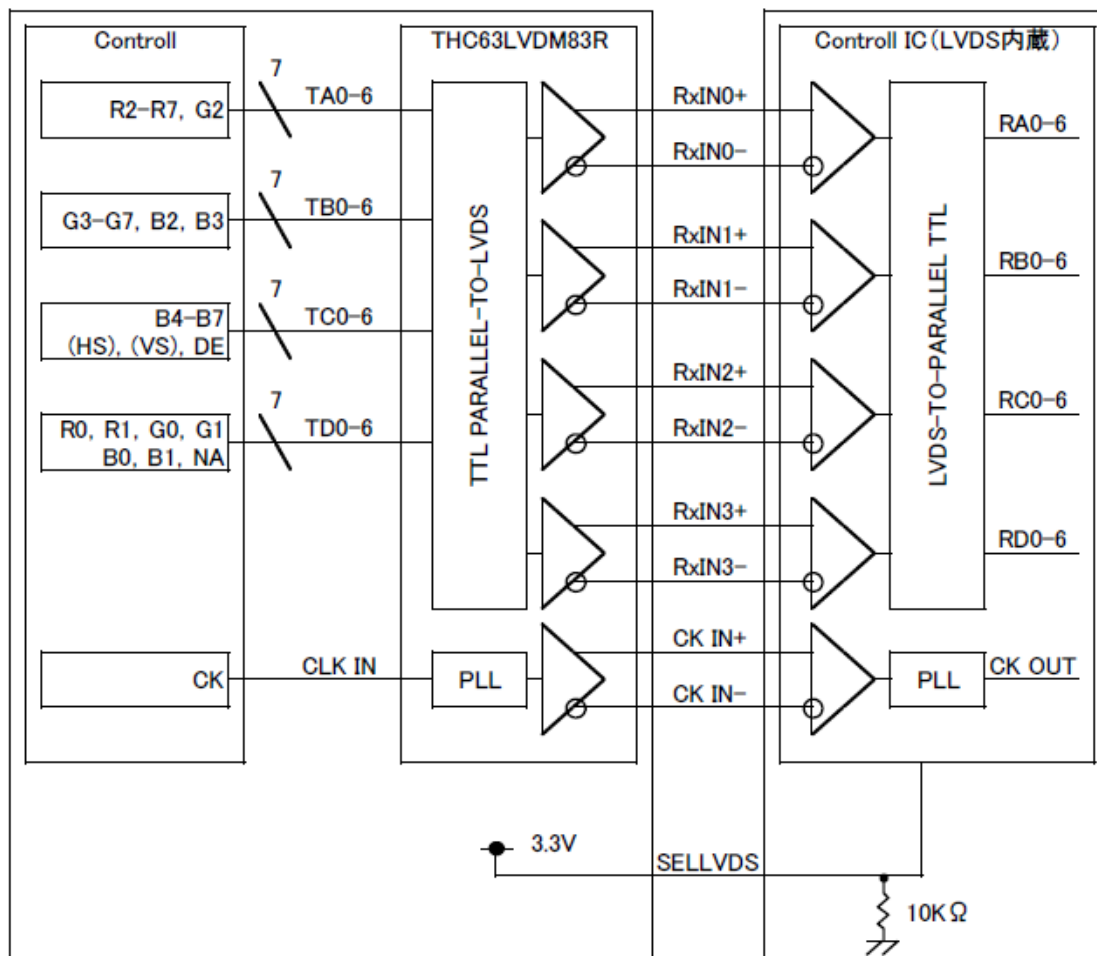 Controll
THC63LVDM83R
Controll IC(LVDS内蔵)
R2-R7, G2
7
TA0-6
RxIN0+
RxIN0-
RA0-6
G3-G7, B2, B3
7
TB0-6
RxIN1+
RxIN1-
RB0-6
B4-B7
(HS), (VS), DE
7
TC0-6
RxIN2+
RxIN2-
RC0-6
R0, R1, G0, G1
B0, B1, NA
7
TD0-6
RxIN3+
RxIN3-
RD0-6
TTL PARALLEL-TO-LVDS
LVDS-TO-PARALLEL TTL
CK
CLK IN
PLL
CK IN+
CK IN-
PLL
CK OUT
3.3V
SELLVDS
10KΩ